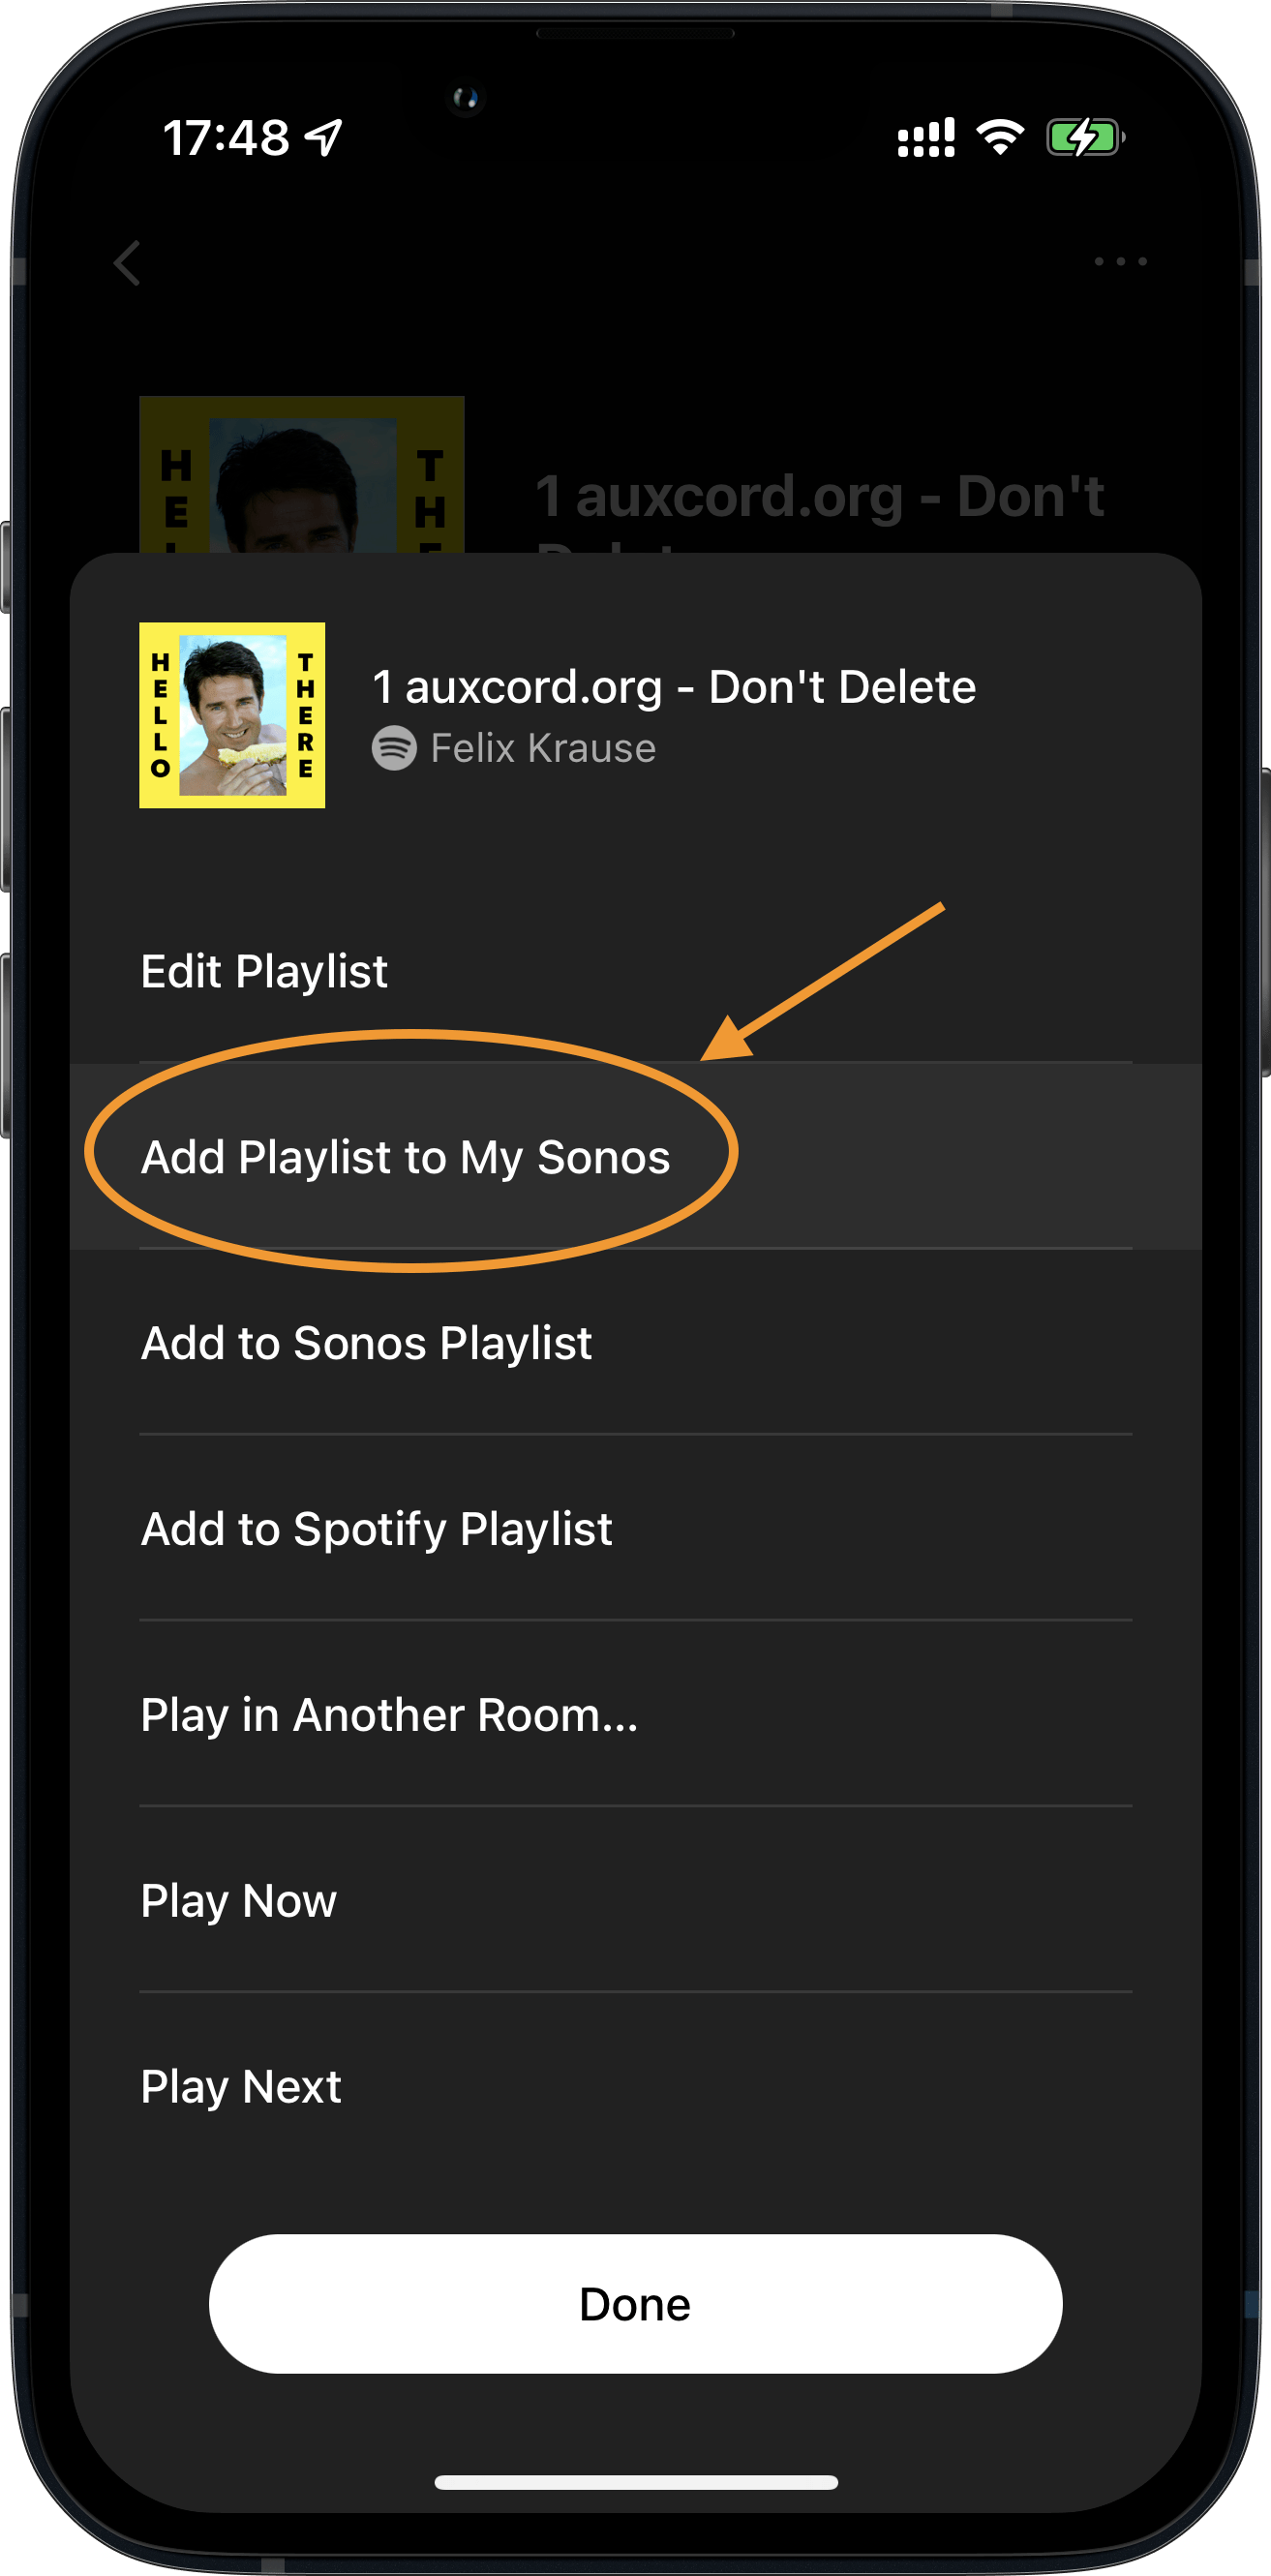 17:48
HELLO THERE
1 auxcord.org - Don't
1 auxcord.org - Don't Delete
Felix Krause
Edit Playlist
Add Playlist to My Sonos
Add to Sonos Playlist
Add to Spotify Playlist
Play in Another Room...
Play Now
Play Next
Done